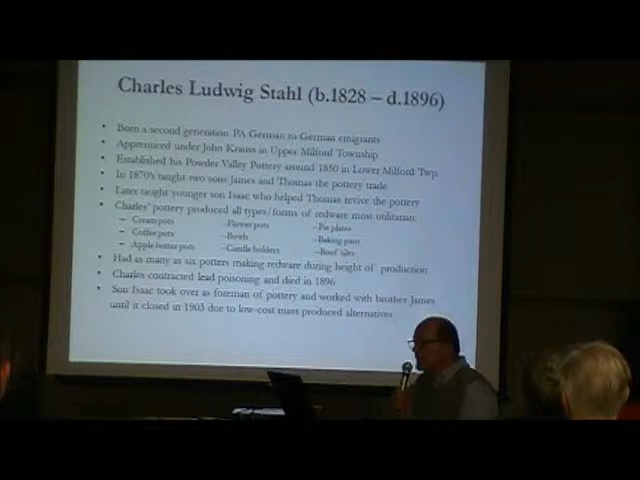 Charles Ludwig Stahl (b.1828 – d.1896)
• Born a second generation PA German to German emigrants
• Apprenticed under John Krauss in Upper Milford Township
• Established his Powder Valley Pottery around 1850 in Lower Milford Twp
• In 1870's taught two sons James and Thomas the pottery trade
• Later taught younger son Isaac who helped Thomas revive the pottery
• Charles' pottery produced all types/forms of redware most utilitarian
– Cream pots –Flower pots –Pie plates
– Coffee pots –Bowls –Baking pans
– Apple butter pots –Candle holders –Roof tiles
• Had as many as six potters making redware during height of production
• Charles contracted lead poisoning and died in 1896
• Son Isaac took over as foreman of pottery and worked with brother James
until it closed in 1903 due to low-cost mass produced alternatives